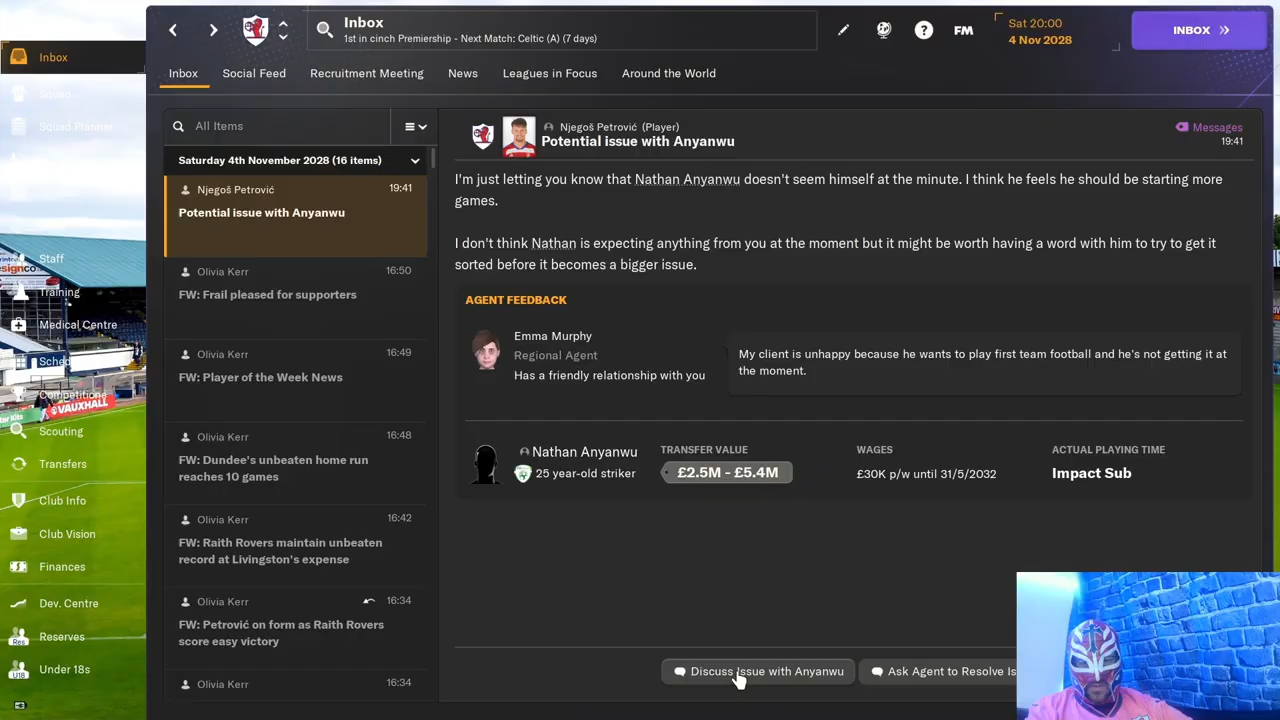 Inbox
1st in cinch Premiership - Next Match: Celtic (A) (7 days)
FM
Sat 20:00
4 Nov 2028
INBOX
Inbox
Squad
Squad Planner
Staff
Training
Medical Centre
Sched
Competitions
Scouting
Transfers
Club Info
Club Vision
Finances
Dev. Centre
Reserves
Under 18s
Res
U18
VAUXHALL
Inbox
Social Feed
Recruitment Meeting
News
Leagues in Focus
Around the World
All Items
Saturday 4th November 2028 (16 items)
Njegoš Petrović
19:41
Potential issue with Anyanwu
Olivia Kerr
16:50
FW: Frail pleased for supporters
Olivia Kerr
16:49
FW: Player of the Week News
Olivia Kerr
16:48
FW: Dundee's unbeaten home run
reaches 10 games
Olivia Kerr
16:42
FW: Raith Rovers maintain unbeaten
record at Livingston's expense
Olivia Kerr
16:34
FW: Petrović on form as Raith Rovers
score easy victory
Olivia Kerr
16:34
Njegoš Petrović (Player)
Potential issue with Anyanwu
Messages
19:41
I'm just letting you know that Nathan Anyanwu doesn't seem himself at the minute. I think he feels he should be starting more
games.
I don't think Nathan is expecting anything from you at the moment but it might be worth having a word with him to try to get it
sorted before it becomes a bigger issue.
AGENT FEEDBACK
Emma Murphy
Regional Agent
Has a friendly relationship with you
My client is unhappy because he wants to play first team football and he's not getting it at
the moment.
Nathan Anyanwu
25 year-old striker
TRANSFER VALUE
£2.5M - £5.4M
WAGES
£30K p/w until 31/5/2032
ACTUAL PLAYING TIME
Impact Sub
Discuss Issue with Anyanwu
Ask Agent to Resolve Is